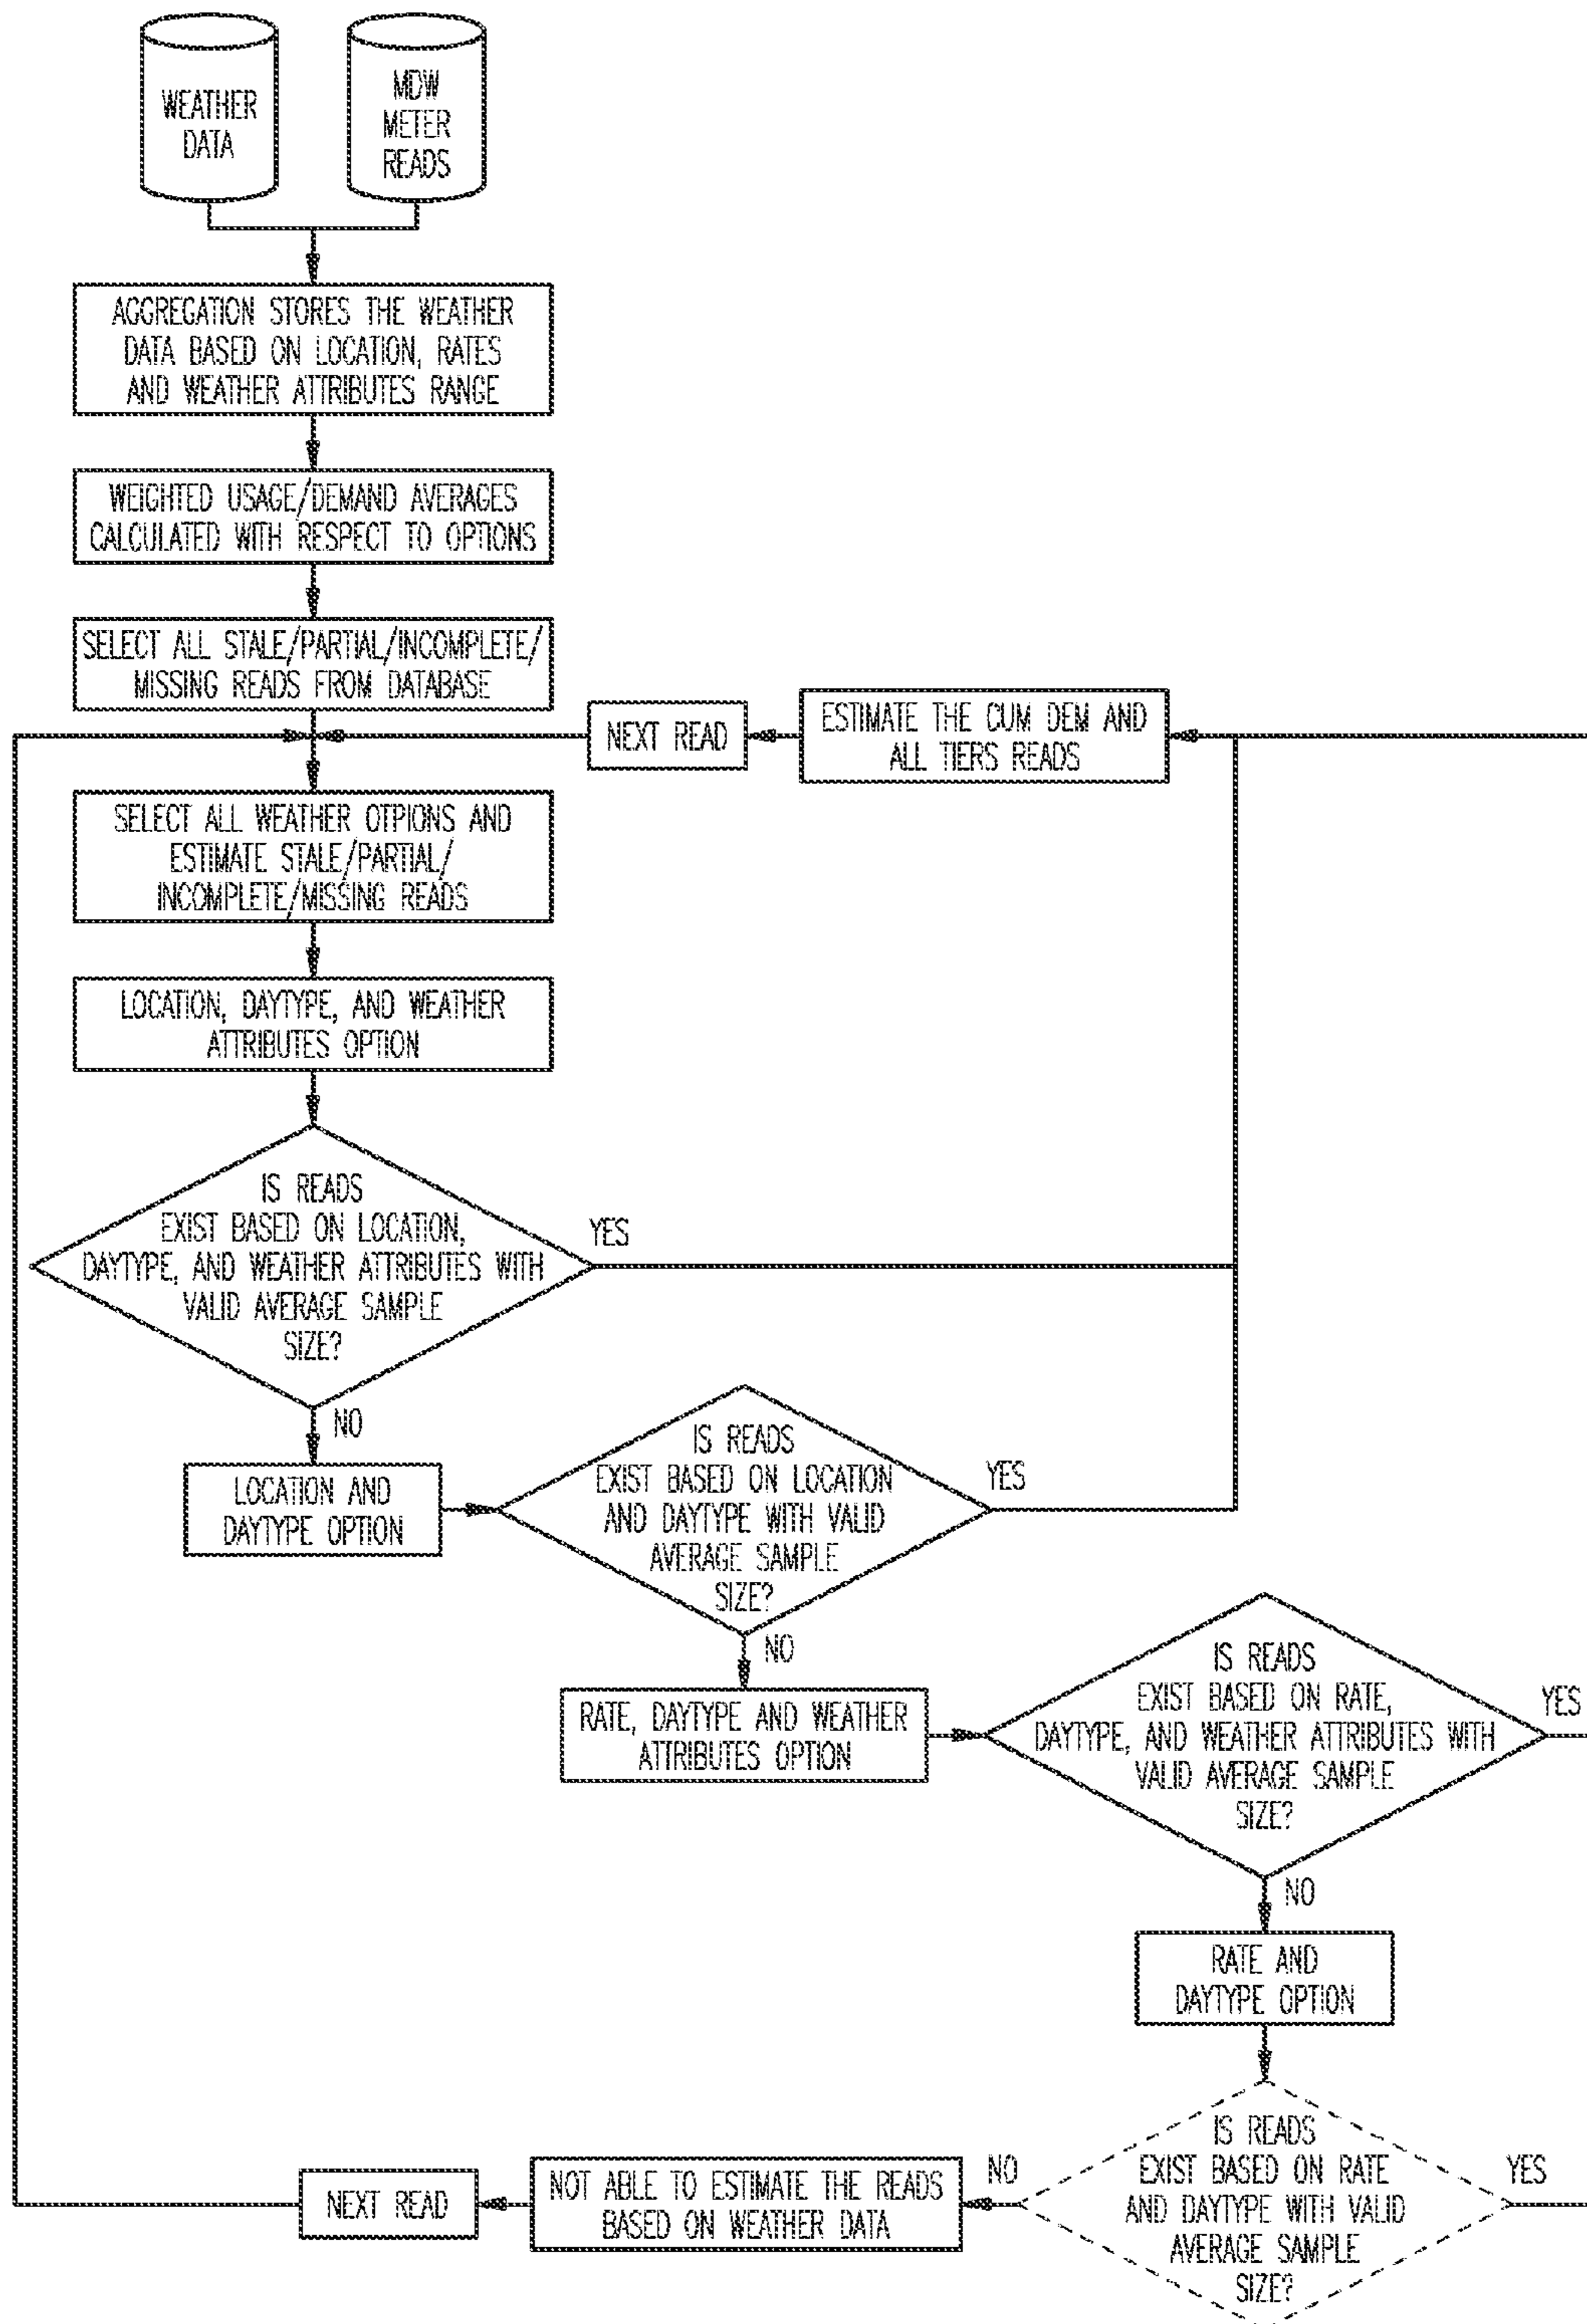 WEATHER
DATA
MDW
METER
READS
AGGREGATION STORES THE WEATHER
DATA BASED ON LOCATION, RATES
AND WEATHER ATTRIBUTES RANGE
WEIGHTED USAGE/DEMAND AVERAGES
CALCULATED WITH RESPECT TO OPTIONS
SELECT ALL STALE/PARTIAL/INCOMPLETE/
MISSING READS FROM DATABASE
NEXT READ
ESTIMATE THE CUM DEM AND
ALL TIERS READS
SELECT ALL WEATHER OTPIONS AND
ESTIMATE STALE/PARTIAL/
INCOMPLETE/MISSING READS
LOCATION, DAYTYPE, AND WEATHER
ATTRIBUTES OPTION
IS READS
EXIST BASED ON LOCATION,
DAYTYPE, AND WEATHER ATTRIBUTES WITH
VALID AVERAGE SAMPLE
SIZE?
YES
NO
LOCATION AND
DAYTYPE OPTION
IS READS
EXIST BASED ON LOCATION
AND DAYTYPE WITH VALID
AVERAGE SAMPLE
SIZE?
YES
NO
RATE, DAYTYPE AND WEATHER
ATTRIBUTES OPTION
IS READS
EXIST BASED ON RATE,
DAYTYPE, AND WEATHER ATTRIBUTES WITH
VALID AVERAGE SAMPLE
SIZE?
YES
NO
RATE AND
DAYTYPE OPTION
IS READS
EXIST BASED ON RATE
AND DAYTYPE WITH VALID
AVERAGE SAMPLE
SIZE?
YES
NO
NOT ABLE TO ESTIMATE THE READS
BASED ON WEATHER DATA
NEXT READ